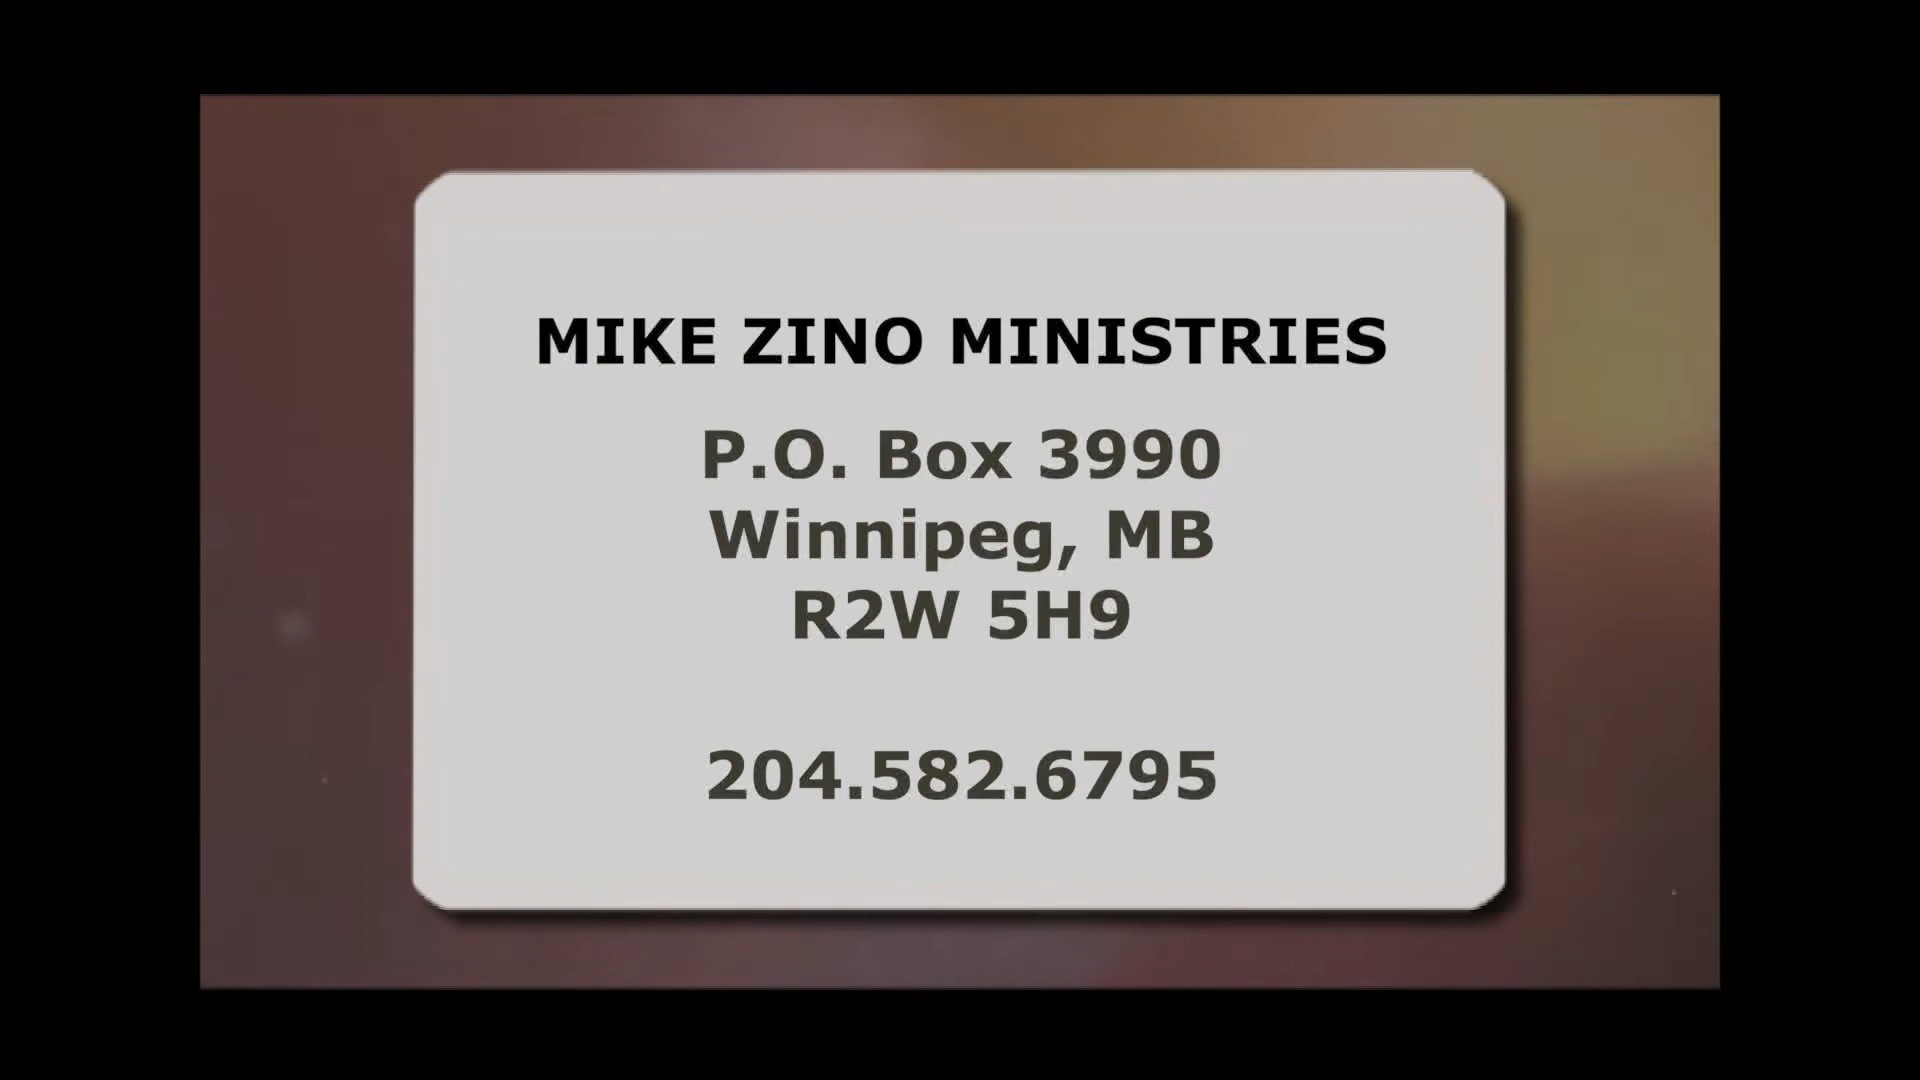 MIKE ZINO MINISTRIES
P.O. Box 3990
Winnipeg, MB
R2W 5H9
204.582.6795